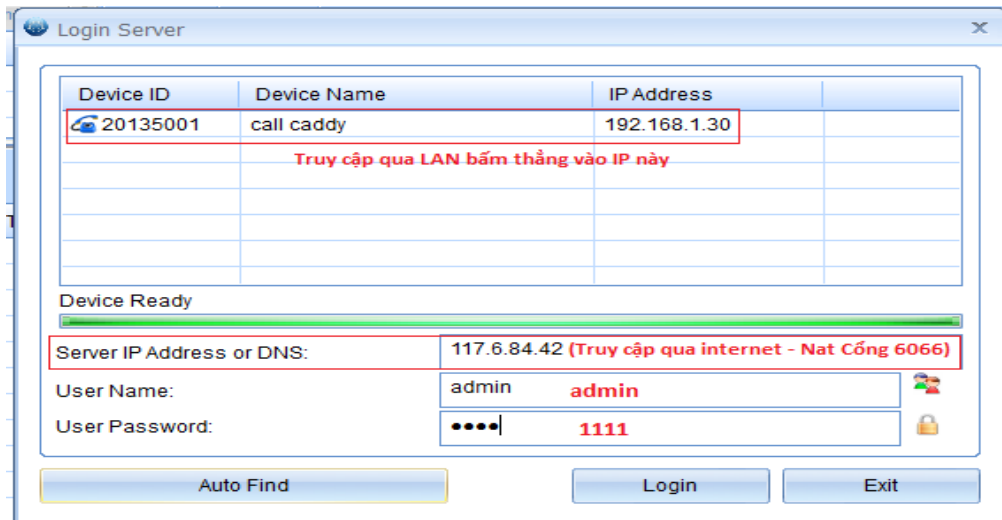 Login Server
Device ID Device Name IP Address
20135001 call caddy 192.168.1.30
Truy cập qua LAN bấm thẳng vào IP này
Device Ready
Server IP Address or DNS: 117.6.84.42 (Truy cập qua internet - Nat Cổng 6066)
User Name: admin admin
User Password: •••• 1111
Auto Find Login Exit